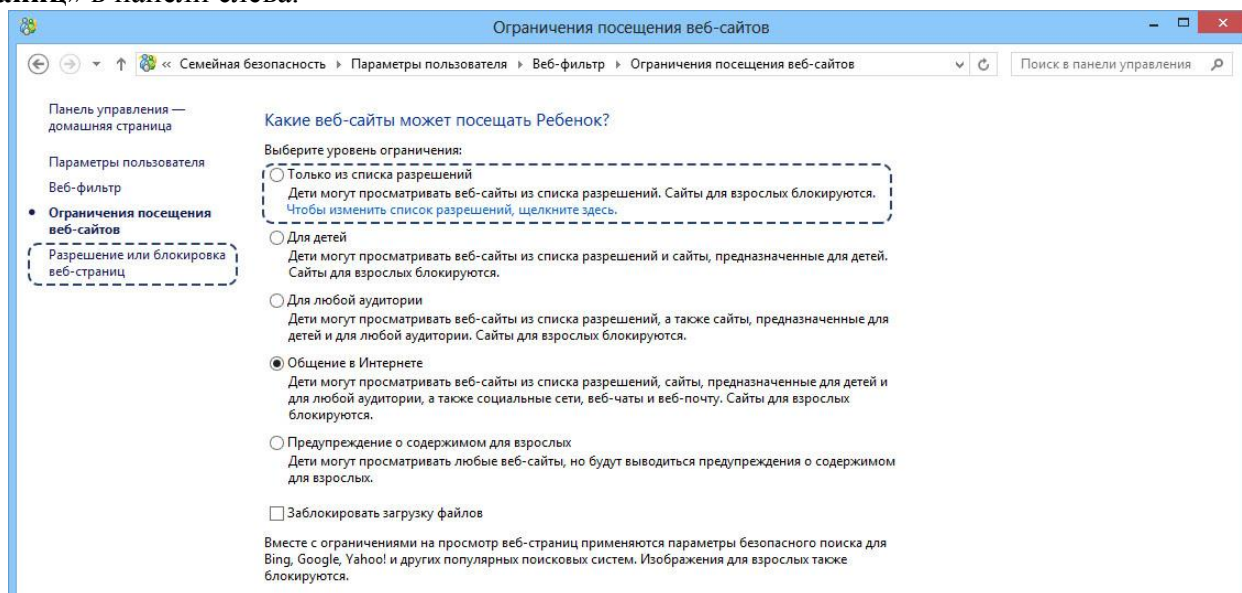 в панели слева.
Ограничения посещения веб-сайтов
« Семейная безопасность ▸ Параметры пользователя ▸ Веб-фильтр ▸ Ограничения посещения веб-сайтов
Поиск в панели управления
Панель управления —
домашняя страница
Параметры пользователя
Веб-фильтр
• Ограничения посещения
веб-сайтов
Разрешение или блокировка
веб-страниц
Какие веб-сайты может посещать Ребенок?
Выберите уровень ограничения:
Только из списка разрешений
Дети могут просматривать веб-сайты из списка разрешений. Сайты для взрослых блокируются.
Чтобы изменить список разрешений, щелкните здесь.
Для детей
Дети могут просматривать веб-сайты из списка разрешений и сайты, предназначенные для детей.
Сайты для взрослых блокируются.
Для любой аудитории
Дети могут просматривать веб-сайты из списка разрешений, а также сайты, предназначенные для
детей и для любой аудитории. Сайты для взрослых блокируются.
Общение в Интернете
Дети могут просматривать веб-сайты из списка разрешений, сайты, предназначенные для детей и
для любой аудитории, а также социальные сети, веб-чаты и веб-почту. Сайты для взрослых
блокируются.
Предупреждение о содержимом для взрослых
Дети могут просматривать любые веб-сайты, но будут выводиться предупреждения о содержимом
для взрослых.
Заблокировать загрузку файлов
Вместе с ограничениями на просмотр веб-страниц применяются параметры безопасного поиска для
Bing, Google, Yahoo! и других популярных поисковых систем. Изображения для взрослых также
блокируются.